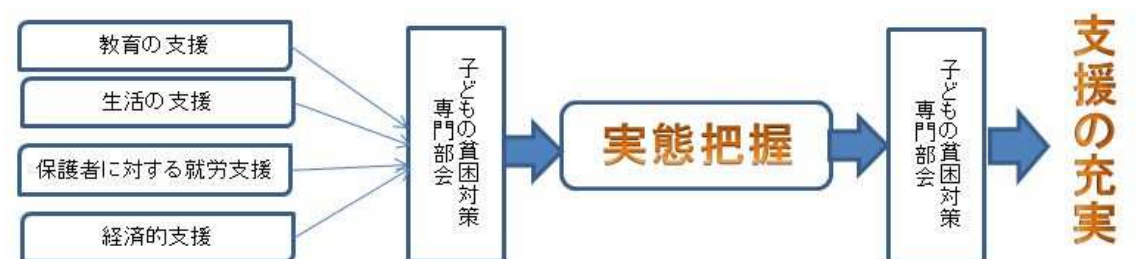 教育の支援
生活の支援
保護者に対する就労支援
経済的支援
子どもの貧困対策
専門部会
実態把握
子どもの貧困対策
専門部会
支援の充実